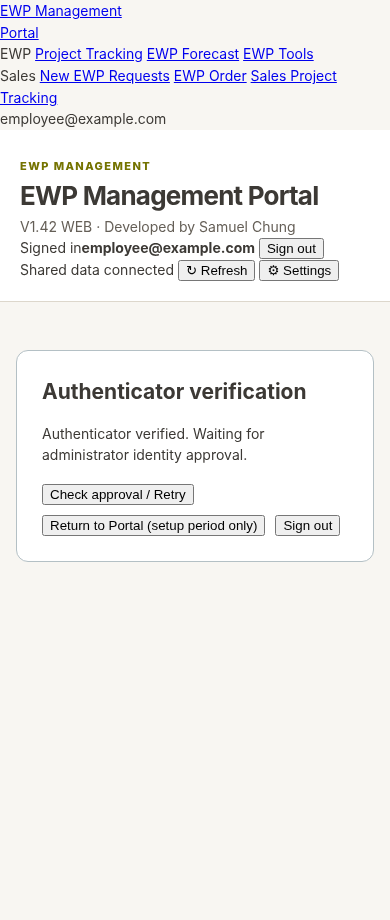 EWP Management
Portal
EWP Project Tracking EWP Forecast EWP Tools
Sales New EWP Requests EWP Order Sales Project
Tracking
employee@example.com
EWP MANAGEMENT
EWP Management Portal
V1.42 WEB · Developed by Samuel Chung
Signed inemployee@example.com Sign out
Shared data connected ↻ Refresh ⚙ Settings
Authenticator verification
Authenticator verified. Waiting for
administrator identity approval.
Check approval / Retry
Return to Portal (setup period only) Sign out